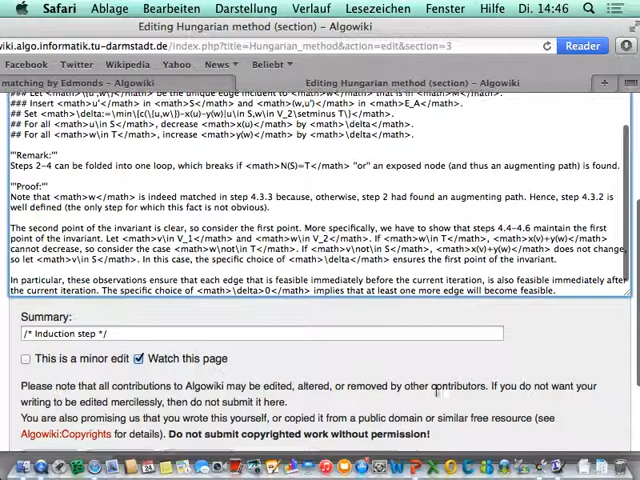 Safari Ablage Bearbeiten Darstellung Verlauf Lesezeichen Fenster Hilfe Di. 14:46
Editing Hungarian method (section) – Algowiki
wiki.algo.informatik.tu-darmstadt.de/index.php?title=Hungarian_method&action=edit&section=3 Reader
Facebook Twitter Wikipedia Yahoo News Beliebt
matching by Edmonds – Algowiki Editing Hungarian method (section) – Algowiki
be the unique edge incident to
### Insert <math>u'</math> in <math>S</math> and <math>(w,u')</math> in <math>E_A</math>.
## Set <math>\delta:=\min\{c(\{u,w\})-x(u)-y(w)|u\in S,w\in V_2\setminus T\}.</math>
## For all <math>u\in S</math>, decrease <math>x(u)</math> by <math>\delta</math>.
## For all <math>w\in T</math>, increase <math>y(w)</math> by <math>\delta</math>.
'''Remark:'''
Steps 2-4 can be folded into one loop, which breaks if <math>N(S)=T</math> ''or'' an exposed node (and thus an augmenting path) is found.
'''Proof:'''
Note that <math>w</math> is indeed matched in step 4.3.3 because, otherwise, step 2 had found an augmenting path. Hence, step 4.3.2 is
well defined (the only step for which this fact is not obvious).
The second point of the invariant is clear, so consider the first point. More specifically, we have to show that steps 4.4-4.6 maintain the first
point of the invariant. Let <math>v\in V_1</math> and <math>w\in V_2</math>. If <math>w\in T</math>, <math>x(v)+y(w)</math>
cannot decrease, so consider the case <math>w\not\in T</math>. If <math>v\not\in S</math>, <math>x(v)+y(w)</math> does not change,
so let <math>v\in S</math>. In this case, the specific choice of <math>\delta</math> ensures the first point of the invariant.
In particular, these observations ensure that each edge that is feasible immediately before the current iteration, is also feasible immediately after
the current iteration. The specific choice of <math>\delta>0</math> implies that at least one more edge will become feasible.
Summary:
/* Induction step */
This is a minor edit Watch this page
Please note that all contributions to Algowiki may be edited, altered, or removed by other contributors. If you do not want your
writing to be edited mercilessly, then do not submit it here.
You are also promising us that you wrote this yourself, or copied it from a public domain or similar free resource (see
Algowiki:Copyrights for details). Do not submit copyrighted work without permission!